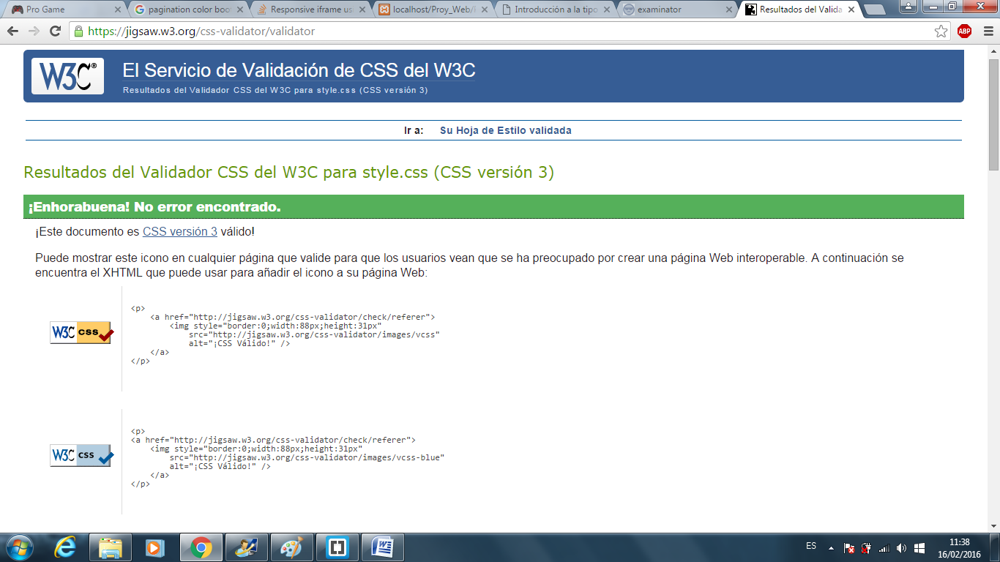 Pro Game
pagination color boo
Responsive iframe us
localhost/Proy_Web/
Introducción a la tipo
examinator
Resultados del Valida
https://jigsaw.w3.org/css-validator/validator
ABP
W3C®
El Servicio de Validación de CSS del W3C
Resultados del Validador CSS del W3C para style.css (CSS versión 3)
Ir a: Su Hoja de Estilo validada
Resultados del Validador CSS del W3C para style.css (CSS versión 3)
¡Enhorabuena! No error encontrado.
¡Este documento es CSS versión 3 válido!
Puede mostrar este icono en cualquier página que valide para que los usuarios vean que se ha preocupado por crear una página Web interoperable. A continuación se
encuentra el XHTML que puede usar para añadir el icono a su página Web:
W3C css
<p>
<a href="http://jigsaw.w3.org/css-validator/check/referer">
<img style="border:0;width:88px;height:31px"
src="http://jigsaw.w3.org/css-validator/images/vcss"
alt="¡CSS Válido!" />
</a>
</p>
W3C css
<p>
<a href="http://jigsaw.w3.org/css-validator/check/referer">
<img style="border:0;width:88px;height:31px"
src="http://jigsaw.w3.org/css-validator/images/vcss-blue"
alt="¡CSS Válido!" />
</a>
</p>
ES
11:38
16/02/2016